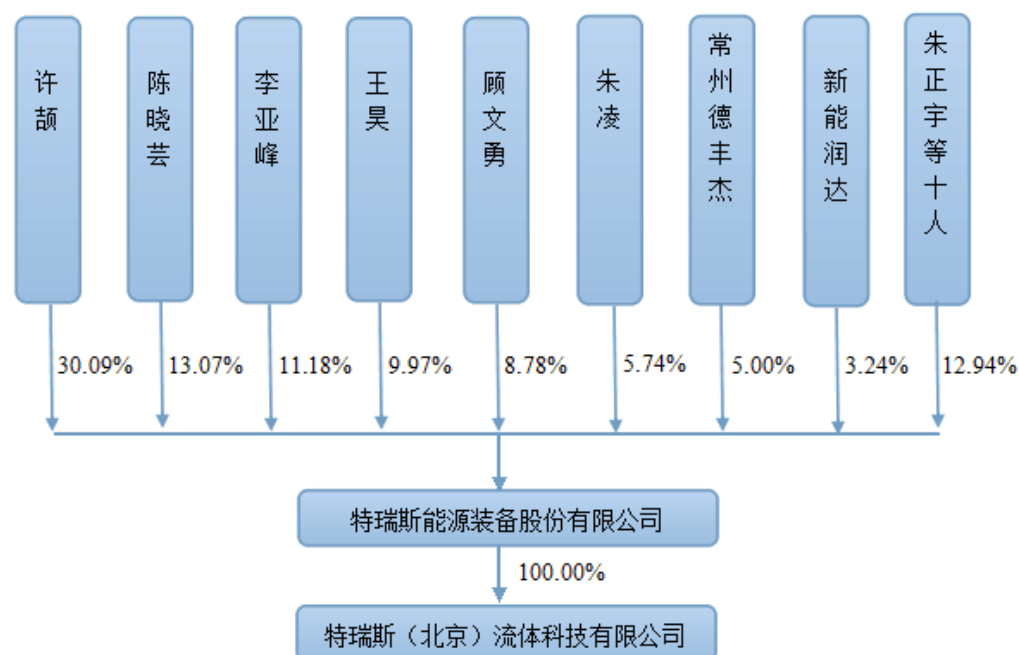 许颉
陈晓芸
李亚峰
王昊
顾文勇
朱凌
常州德丰杰
新能润达
朱正宇等十人
30.09%
13.07%
11.18%
9.97%
8.78%
5.74%
5.00%
3.24%
12.94%
特瑞斯能源装备股份有限公司
100.00%
特瑞斯（北京）流体科技有限公司